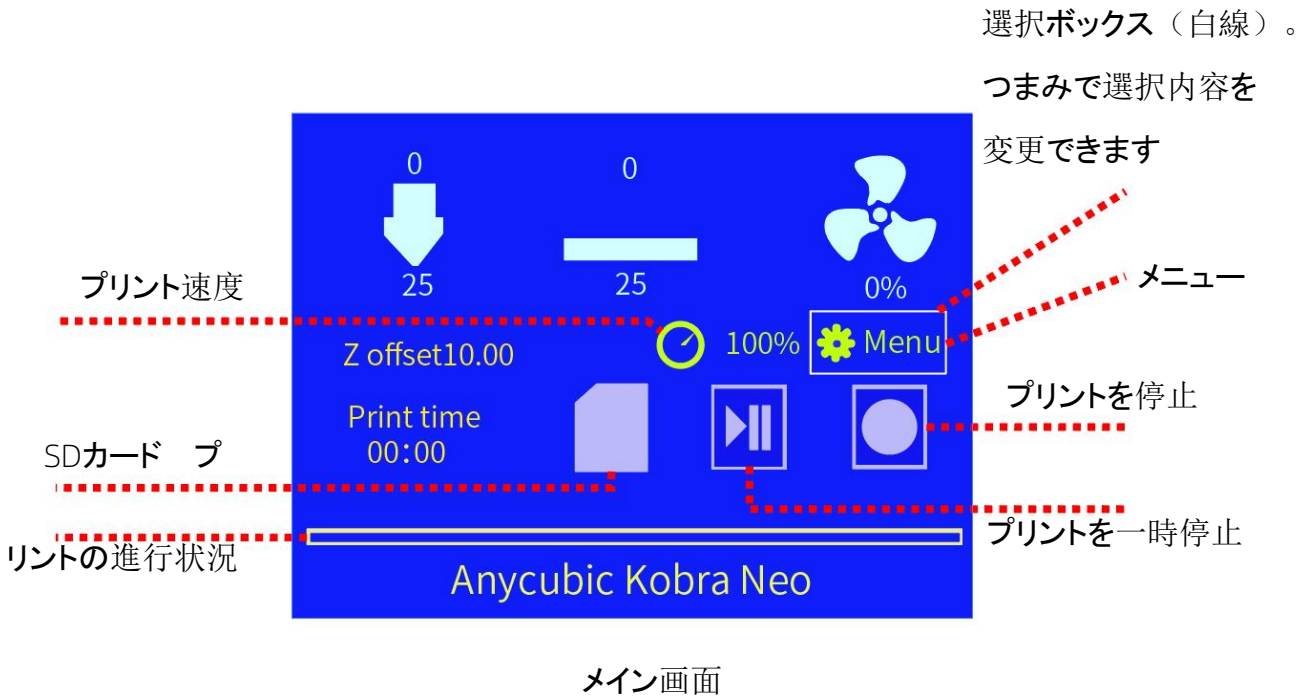 選択ボックス（白線）。
つまみで選択内容を
変更できます
0
0
25
25
0%
プリント速度
メニュー
100%
Menu
Z offset10.00
プリントを停止
Print time
00:00
SDカード　プ
プリントを一時停止
リントの進行状況
Anycubic Kobra Neo
メイン画面